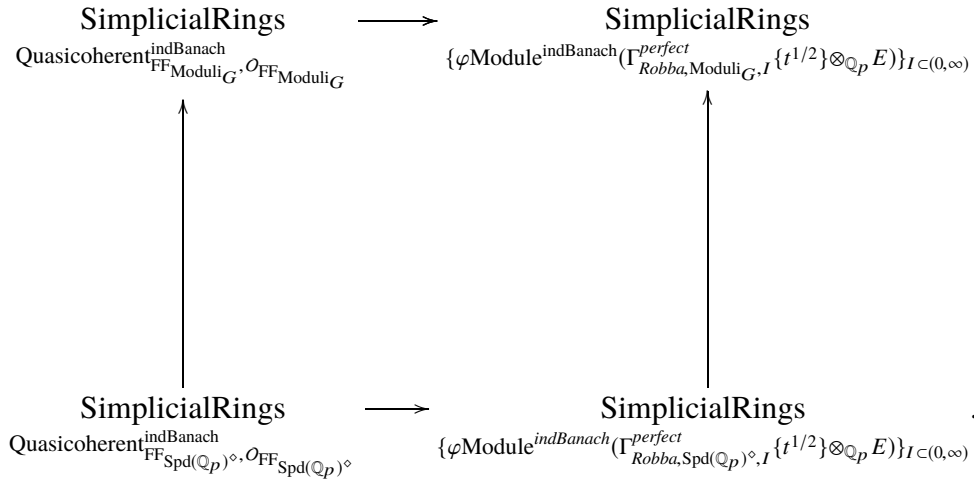 SimplicialRings SimplicialRings
Quasicoherent^{indBanach}_{FF_{Moduli_G}}, O_{FF_{Moduli_G}} {φModule^{indBanach}(Γ^{perfect}_{Robba,Moduli_G,I}{t^{1/2}}⊗_{ℚ_p}E)}_{I⊂(0,∞)}
SimplicialRings SimplicialRings .
Quasicoherent^{indBanach}_{FF_{Spd(ℚ_p)^⋄}}, O_{FF_{Spd(ℚ_p)^⋄}} {φModule^{indBanach}(Γ^{perfect}_{Robba,Spd(ℚ_p)^⋄,I}{t^{1/2}}⊗_{ℚ_p}E)}_{I⊂(0,∞)}